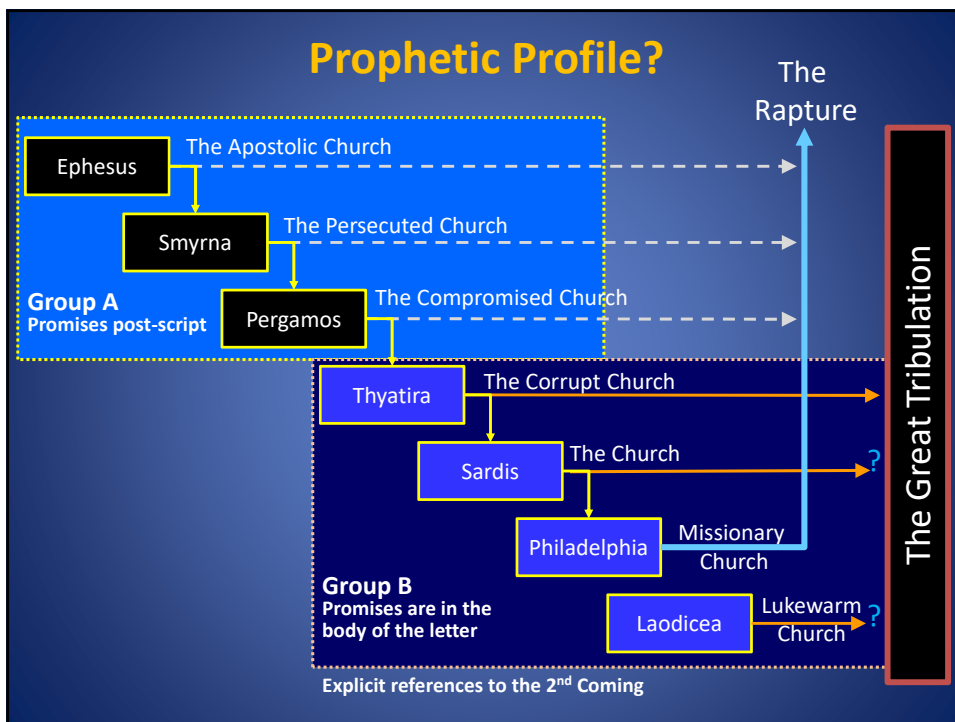 Prophetic Profile?
The
Rapture
The Apostolic Church
Ephesus
The Persecuted Church
Smyrna
Group A
Promises post-script
The Compromised Church
Pergamos
The Corrupt Church
Thyatira
The Church
?
Sardis
Missionary
Church
Philadelphia
Group B
Promises are in the
body of the letter
Lukewarm
Church
?
Laodicea
Explicit references to the 2nd Coming
The Great Tribulation